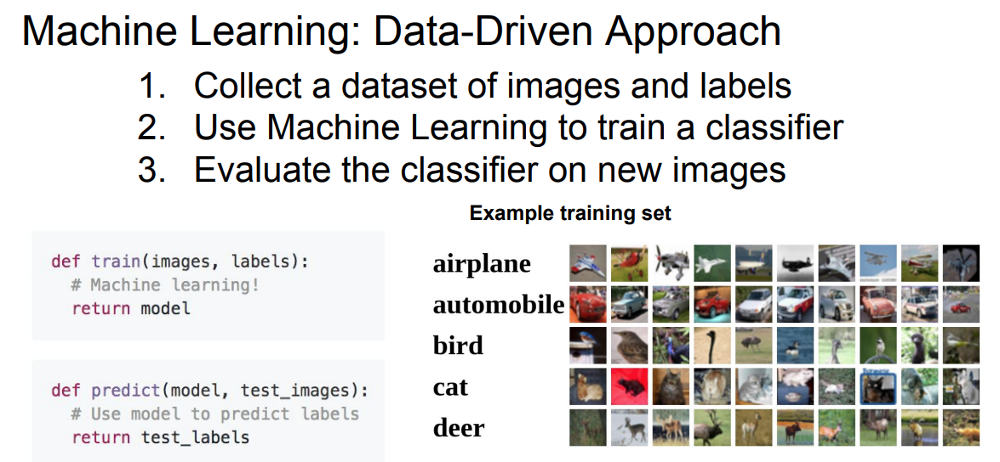 Machine Learning: Data-Driven Approach
1. Collect a dataset of images and labels
2. Use Machine Learning to train a classifier
3. Evaluate the classifier on new images
Example training set
def train(images, labels):
# Machine learning!
return model
def predict(model, test_images):
# Use model to predict labels
return test_labels
airplane
automobile
bird
cat
deer